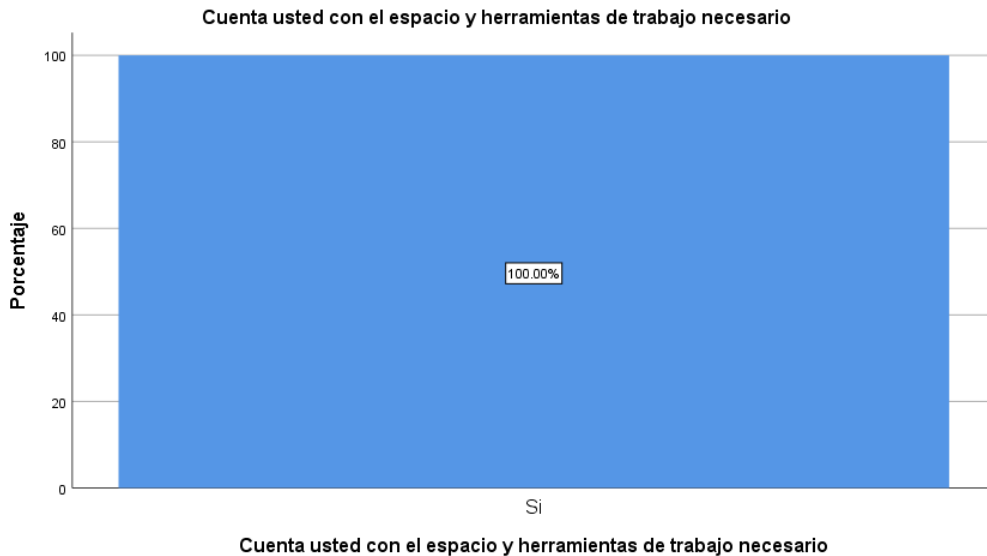 Cuenta usted con el espacio y herramientas de trabajo necesario
100
80
60
40
20
0
Porcentaje
100.00%
Si
Cuenta usted con el espacio y herramientas de trabajo necesario